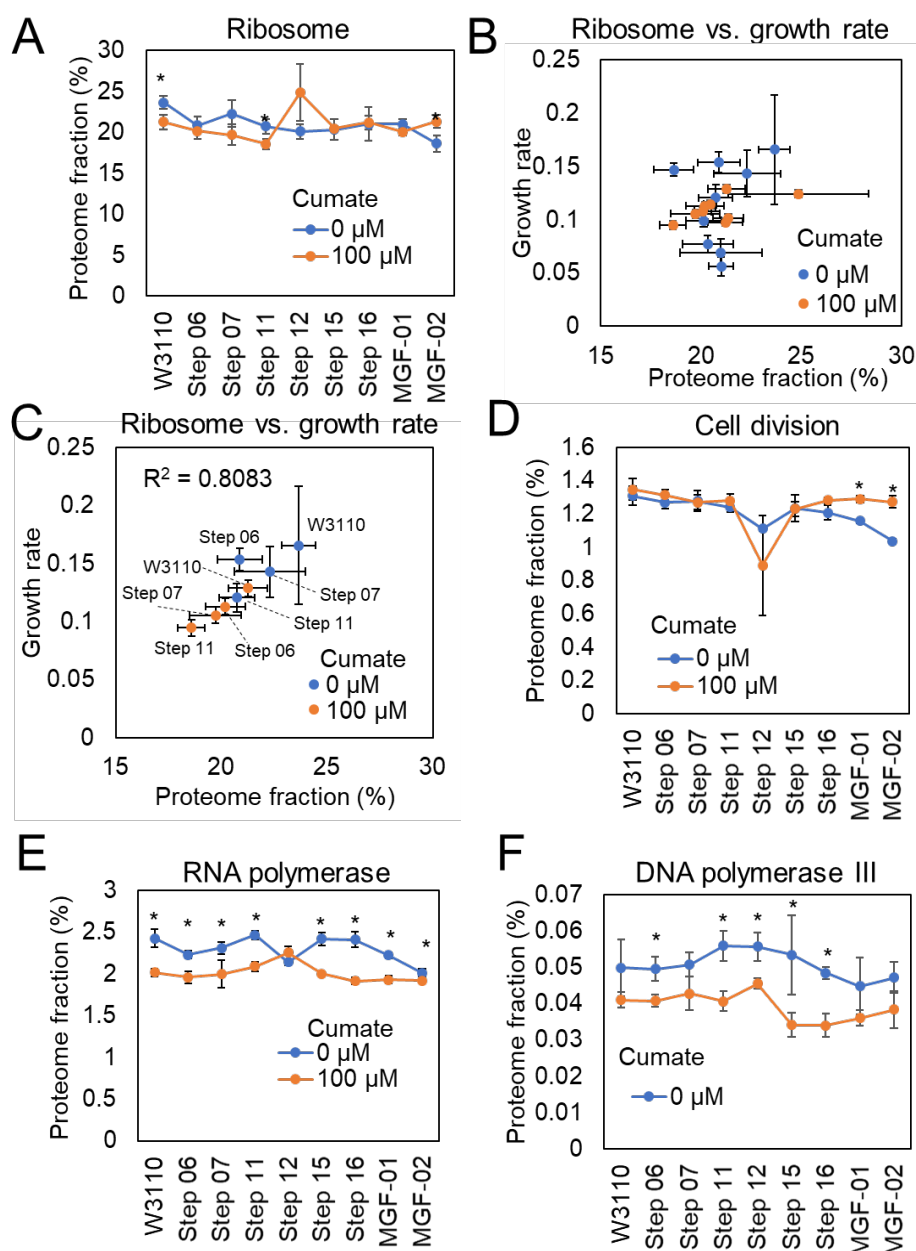 A
Ribosome
Proteome fraction (%)
30
25
20
15
10
5
0
*
*
*
Cumate
0 µM
100 µM
W3110
Step 06
Step 07
Step 11
Step 12
Step 15
Step 16
MGF-01
MGF-02
B
Ribosome vs. growth rate
Growth rate
0.25
0.2
0.15
0.1
0.05
0
Cumate
0 µM
100 µM
15
20
25
30
Proteome fraction (%)
C
Ribosome vs. growth rate
Growth rate
0.25
0.2
0.15
0.1
0.05
0
R² = 0.8083
Step 06
W3110
W3110
Step 07
Step 07
Step 11
Step 11
Step 06
Cumate
0 µM
100 µM
15
20
25
30
Proteome fraction (%)
D
Cell division
Proteome fraction (%)
1.6
1.4
1.2
1
0.8
0.6
0.4
0.2
0
*
*
Cumate
0 µM
100 µM
W3110
Step 06
Step 07
Step 11
Step 12
Step 15
Step 16
MGF-01
MGF-02
E
RNA polymerase
Proteome fraction (%)
3
2.5
2
1.5
1
0.5
0
*
*
*
*
*
*
*
*
Cumate
0 µM
100 µM
W3110
Step 06
Step 07
Step 11
Step 12
Step 15
Step 16
MGF-01
MGF-02
F
DNA polymerase III
Proteome fraction (%)
0.07
0.06
0.05
0.04
0.03
0.02
0.01
0
*
*
*
*
*
Cumate
0 µM
W3110
Step 06
Step 07
Step 11
Step 12
Step 15
Step 16
MGF-01
MGF-02